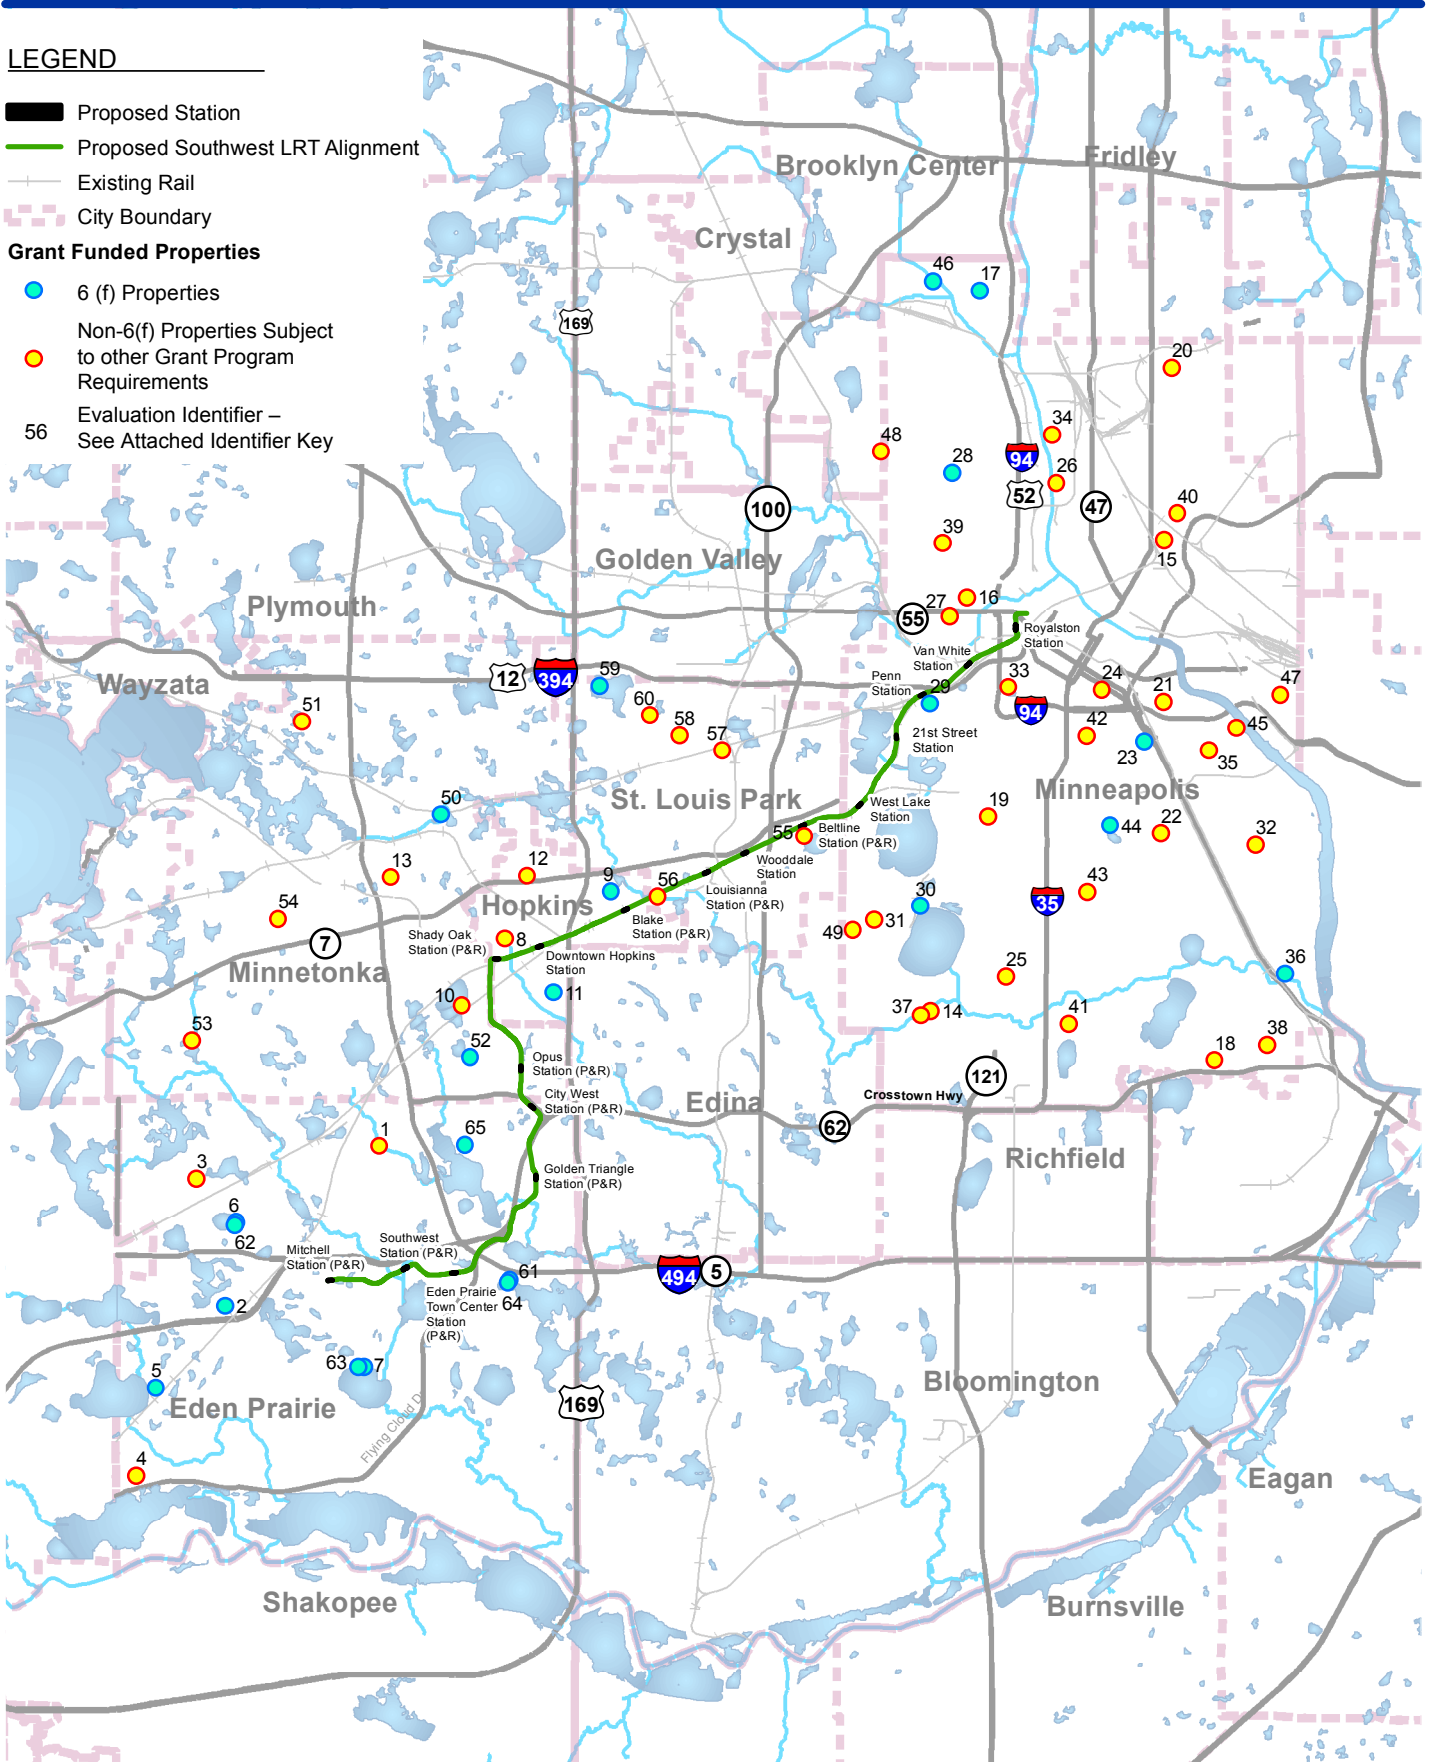 LEGEND
Proposed Station
Proposed Southwest LRT Alignment
Existing Rail
City Boundary
Grant Funded Properties
6 (f) Properties
Non-6(f) Properties Subject
to other Grant Program
Requirements
56
Evaluation Identifier –
See Attached Identifier Key
Brooklyn Center
Fridley
Crystal
46
17
169
20
34
48
94
28
26
52
100
47
40
39
15
Golden Valley
Plymouth
16
27
55
Royalston
Station
Van White
Station
Wayzata
12
394
59
Penn
Station
29
33
24
21
47
51
60
58
57
94
42
23
45
35
21st Street
Station
50
St. Louis Park
Minneapolis
West Lake
Station
19
44
22
32
55
Beltline
Station (P&R)
13
12
9
56
Wooddale
Station
Louisianna
Station (P&R)
43
35
54
Hopkins
30
31
49
Blake
Station (P&R)
7
Shady Oak
Station (P&R)
8
Downtown Hopkins
Station
Minnetonka
11
10
25
36
37
14
41
53
52
38
18
Opus
Station (P&R)
121
City West
Station (P&R)
Edina
Crosstown Hwy
62
1
65
Richfield
3
Golden Triangle
Station (P&R)
6
62
Mitchell
Station (P&R)
Southwest
Station (P&R)
494
5
61
64
Eden Prairie
Town Center
Station
(P&R)
2
63
7
5
Eden Prairie
169
Bloomington
Flying Cloud D
4
Eagan
Shakopee
Burnsville